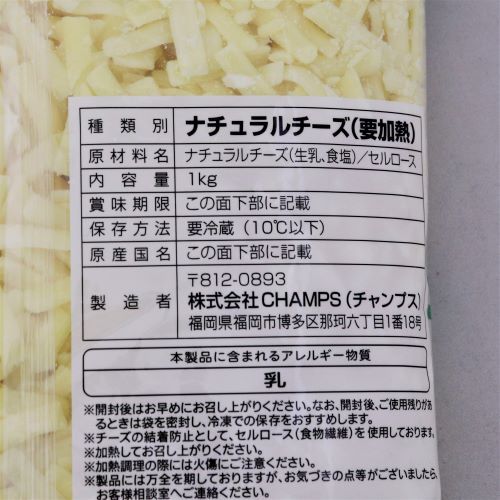 種類別 ナチュラルチーズ(要加熱)
原材料名 ナチュラルチーズ(生乳、食塩)／セルロース
内容量 1kg
賞味期限 この面下部に記載
保存方法 要冷蔵（10℃以下）
原産国名 この面下部に記載
製造者 〒812-0893
株式会社CHAMPS（チャンプス）
福岡県福岡市博多区那珂六丁目1番18号
本製品に含まれるアレルギー物質
乳
※開封後はお早めにお召し上がりください。なお、開封後、ご使用残りがあ
るときは袋を密封し、冷凍での保存をおすすめします。
※チーズの結着防止として、セルロース(食物繊維)を使用しております。
※加熱してお召し上がりください。
※加熱調理の際には火傷にご注意ください。
※製品には万全を期しておりますが、お気づきの点等がございましたら、
お客様相談室へご連絡ください。